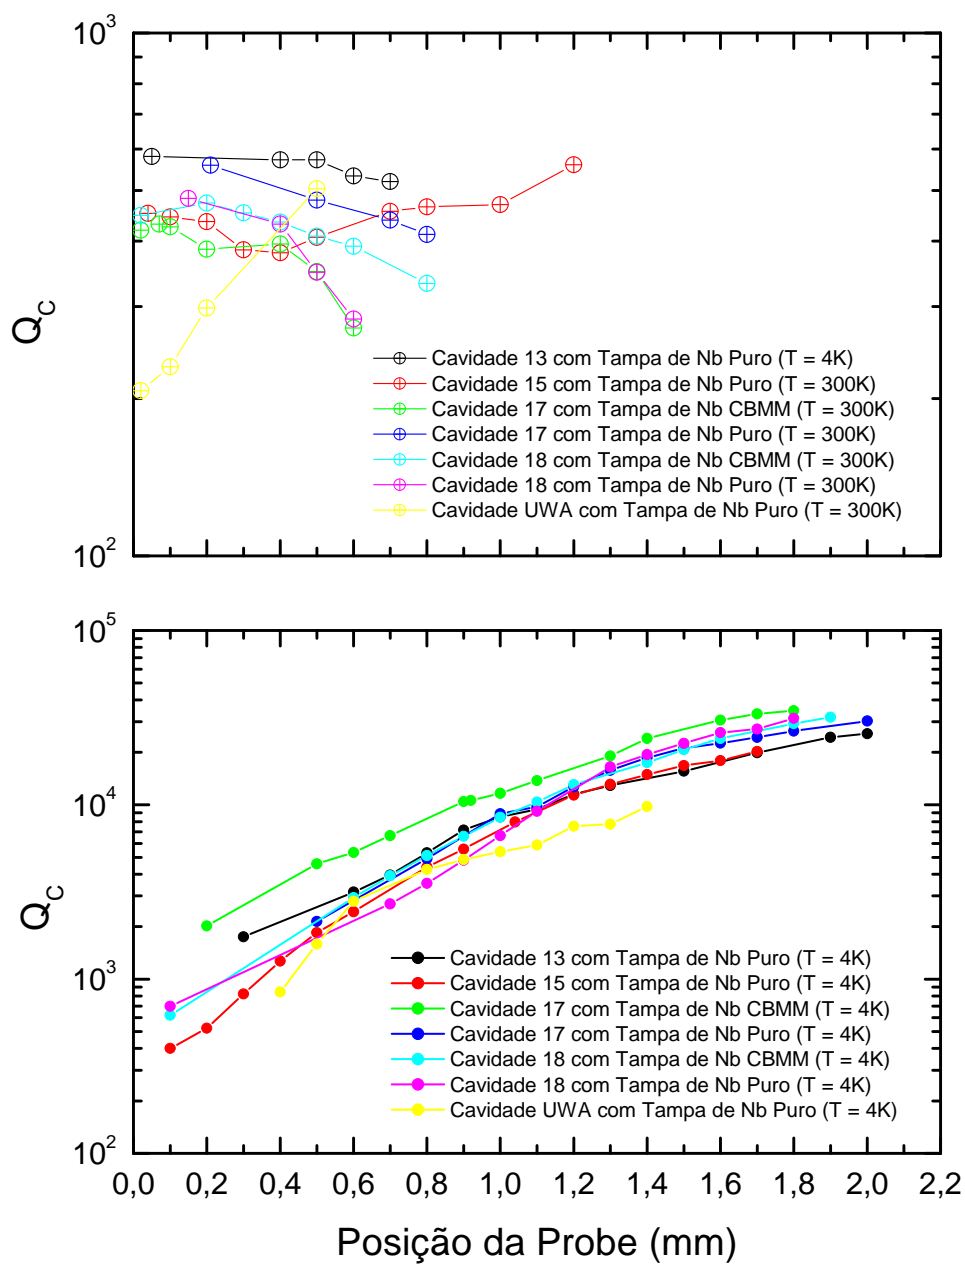 10³
Q_C
Cavidade 13 com Tampa de Nb Puro (T = 4K)
Cavidade 15 com Tampa de Nb Puro (T = 300K)
Cavidade 17 com Tampa de Nb CBMM (T = 300K)
Cavidade 17 com Tampa de Nb Puro (T = 300K)
Cavidade 18 com Tampa de Nb CBMM (T = 300K)
Cavidade 18 com Tampa de Nb Puro (T = 300K)
Cavidade UWA com Tampa de Nb Puro (T = 300K)
10²
10⁵
10⁴
Q_C
10³
Cavidade 13 com Tampa de Nb Puro (T = 4K)
Cavidade 15 com Tampa de Nb Puro (T = 4K)
Cavidade 17 com Tampa de Nb CBMM (T = 4K)
Cavidade 17 com Tampa de Nb Puro (T = 4K)
Cavidade 18 com Tampa de Nb CBMM (T = 4K)
Cavidade 18 com Tampa de Nb Puro (T = 4K)
Cavidade UWA com Tampa de Nb Puro (T = 4K)
10²
0,0 0,2 0,4 0,6 0,8 1,0 1,2 1,4 1,6 1,8 2,0 2,2
Posição da Probe (mm)